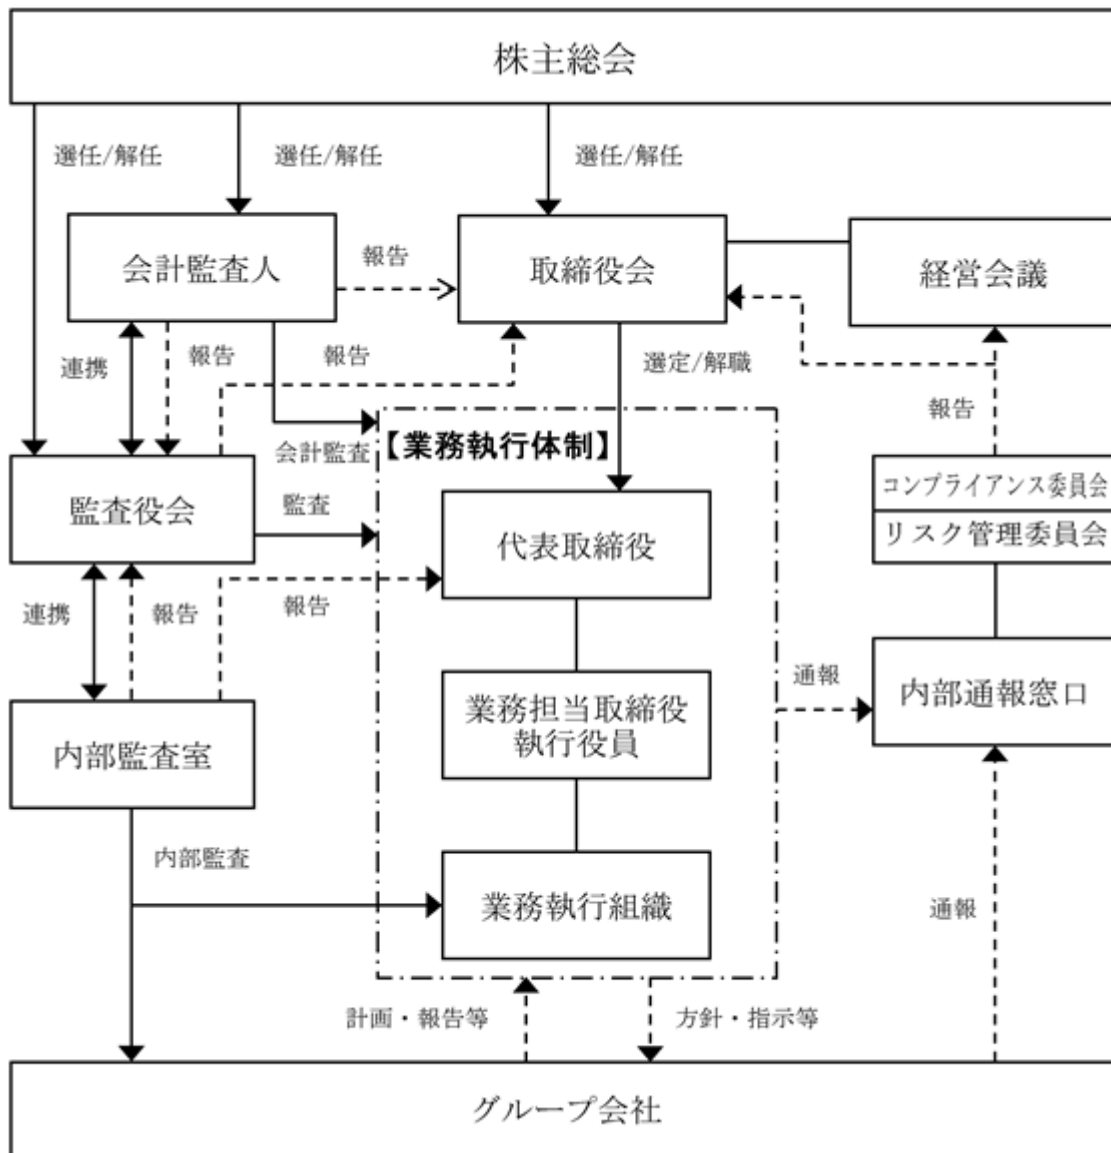 株主総会
選任/解任
選任/解任
選任/解任
会計監査人
報告
取締役会
経営会議
連携
報告
報告
選定/解職
報告
会計監査
【業務執行体制】
監査役会
監査
代表取締役
コンプライアンス委員会
リスク管理委員会
連携
報告
報告
内部監査室
業務担当取締役
執行役員
通報
内部通報窓口
内部監査
業務執行組織
通報
計画・報告等
方針・指示等
グループ会社